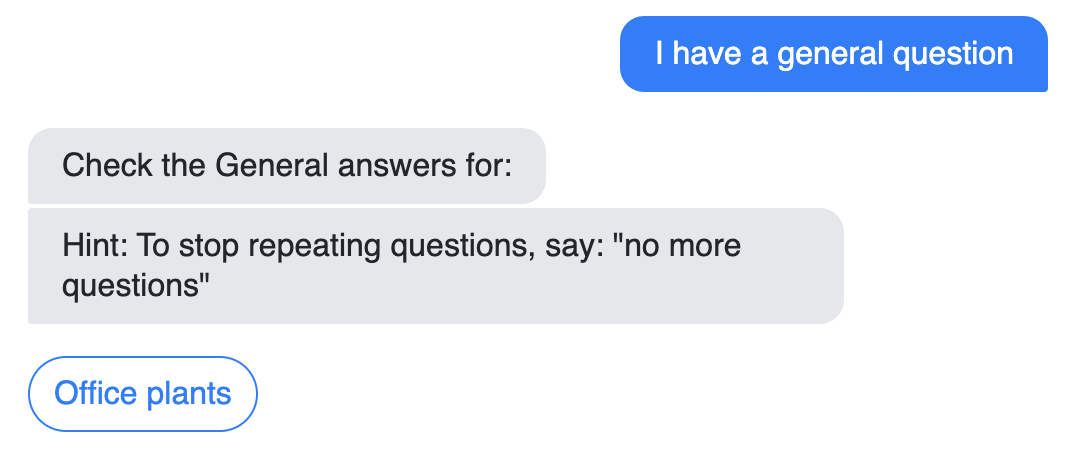 I have a general question
Check the General answers for:
Hint: To stop repeating questions, say: "no more
questions"
Office plants